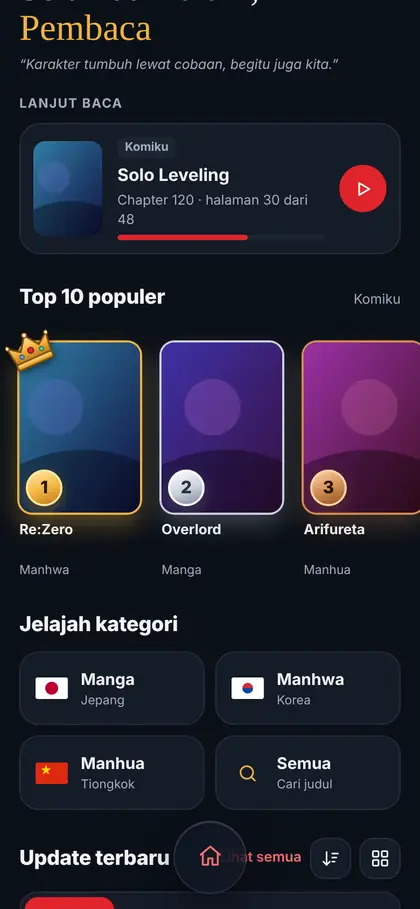 Pembaca
“Karakter tumbuh lewat cobaan, begitu juga kita.”
LANJUT BACA
Komiku
Solo Leveling
Chapter 120 · halaman 30 dari
48
Top 10 populer
Komiku
1
2
3
Re:Zero
Overlord
Arifureta
Manhwa
Manga
Manhua
Jelajah kategori
Manga
Jepang
Manhwa
Korea
Manhua
Tiongkok
Semua
Cari judul
Update terbaru
semua